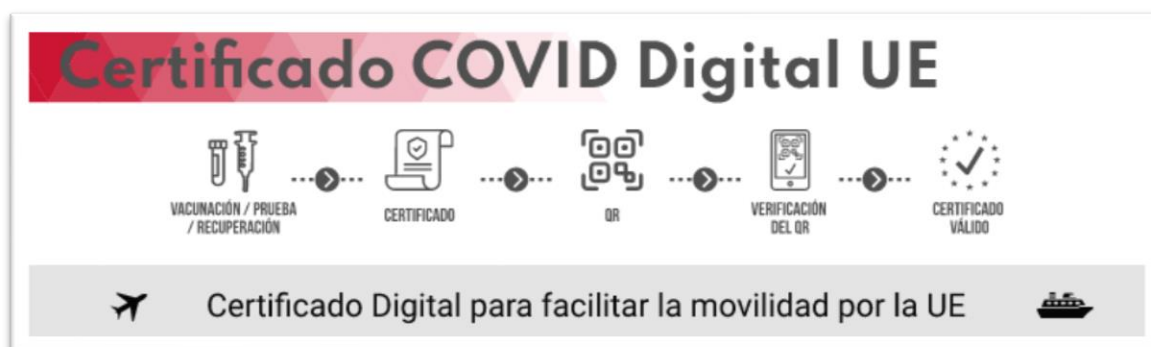 Certificado COVID Digital UE
VACUNACIÓN / PRUEBA
/ RECUPERACIÓN
CERTIFICADO
QR
VERIFICACIÓN
DEL QR
CERTIFICADO
VÁLIDO
Certificado Digital para facilitar la movilidad por la UE